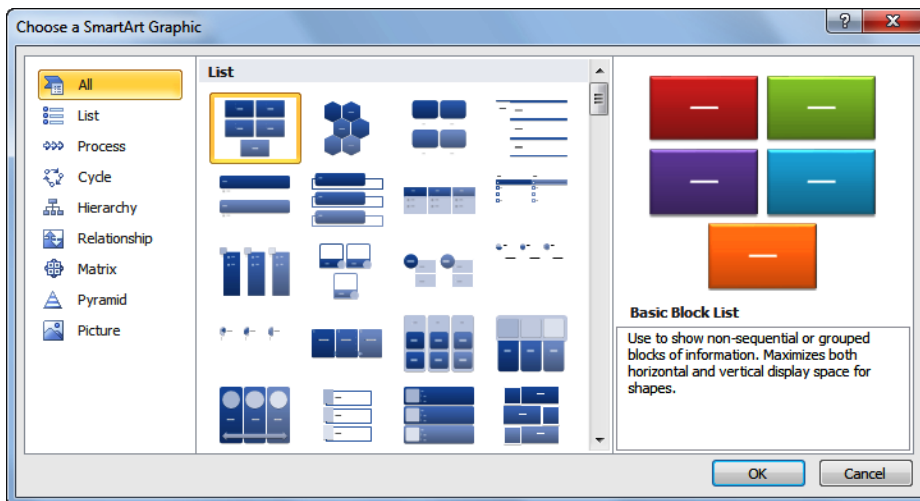 Choose a SmartArt Graphic
All
List
Process
Cycle
Hierarchy
Relationship
Matrix
Pyramid
Picture
List
Basic Block List
Use to show non-sequential or grouped
blocks of information. Maximizes both
horizontal and vertical display space for
shapes.
OK
Cancel